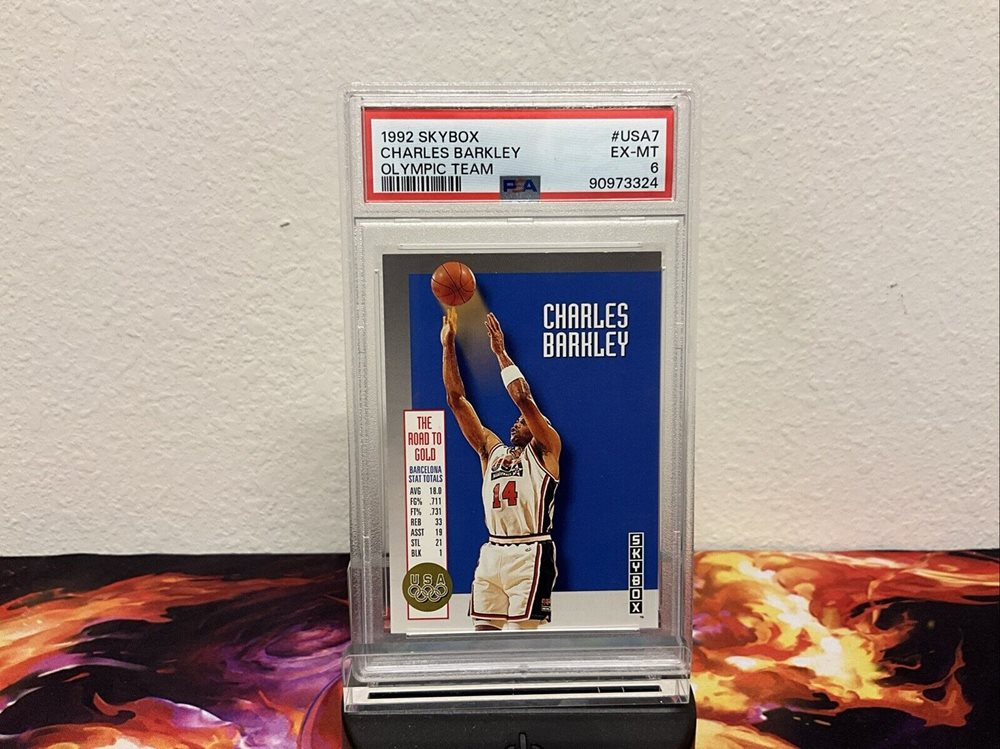 1992 SKYBOX #USA7
CHARLES BARKLEY EX-MT
OLYMPIC TEAM 6
PSA 90973324
CHARLES
BARKLEY
THE
ROAD TO
GOLD
BARCELONA
STAT TOTALS
AVG 18.0
FG% .711
FT% .731
REB 33
ASST 19
STL 21
BLK 1
USA
USA
14
SKYBOX